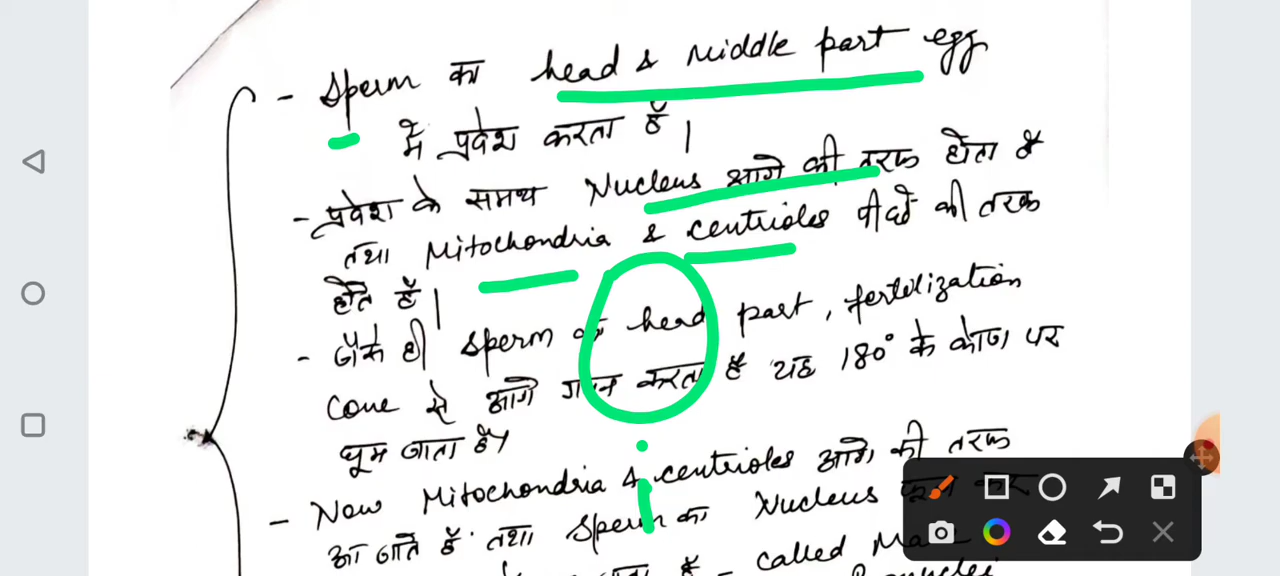 - Sperm का head & Middle part egg
में प्रवेश करता है।
- प्रवेश के समय Nucleus आगे की तरफ होता है
तथा Mitochondria & centrioles पीछे की तरफ
होते हैं।
- जैसे ही sperm का head part, fertilization
cone से आगे गमन करता है यह 180° के कोण पर
घूम जाता है।
- Now Mitochondria & centrioles आगे की तरफ
आ जाते हैं तथा Sperm का Nucleus
called